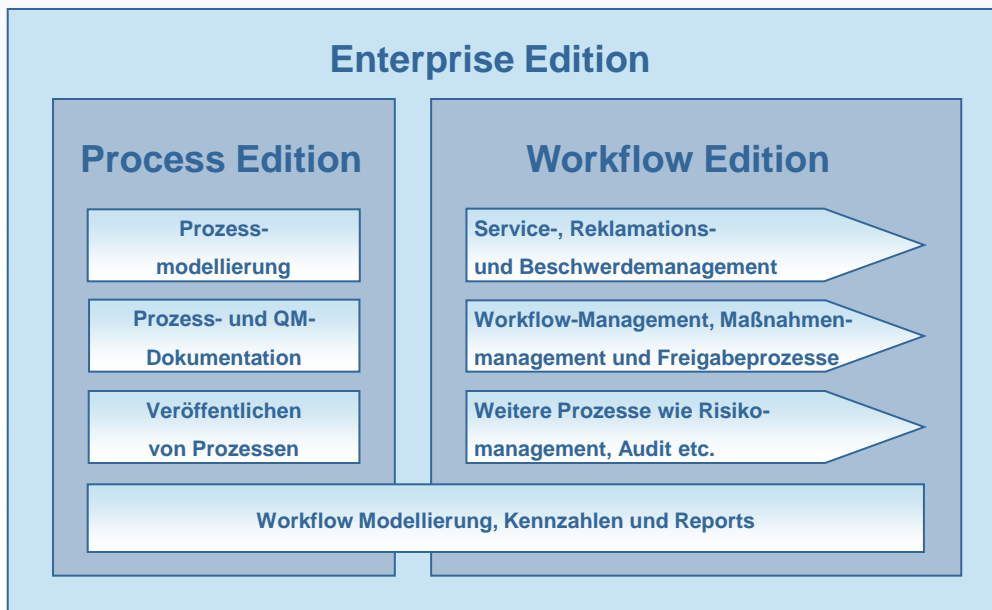 Enterprise Edition
Process Edition
Prozess-
modellierung
Prozess- und QM-
Dokumentation
Veröffentlichen
von Prozessen
Workflow Edition
Service-, Reklamations-
und Beschwerdemanagement
Workflow-Management, Maßnahmen-
management und Freigabeprozesse
Weitere Prozesse wie Risiko-
management, Audit etc.
Workflow Modellierung, Kennzahlen und Reports